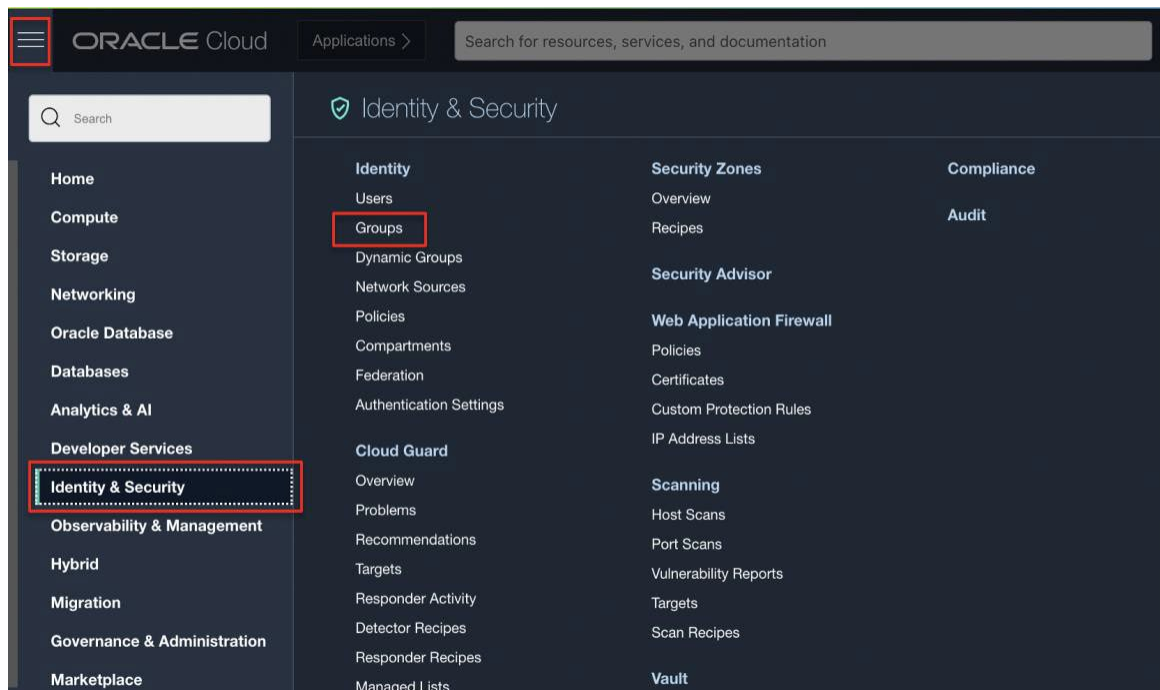 ORACLE Cloud
Applications
Search for resources, services, and documentation
Search
Home
Compute
Storage
Networking
Oracle Database
Databases
Analytics & AI
Developer Services
Identity & Security
Observability & Management
Hybrid
Migration
Governance & Administration
Marketplace
Identity & Security
Identity
Users
Groups
Dynamic Groups
Network Sources
Policies
Compartments
Federation
Authentication Settings
Cloud Guard
Overview
Problems
Recommendations
Targets
Responder Activity
Detector Recipes
Responder Recipes
Managed Lists
Security Zones
Overview
Recipes
Security Advisor
Web Application Firewall
Policies
Certificates
Custom Protection Rules
IP Address Lists
Scanning
Host Scans
Port Scans
Vulnerability Reports
Targets
Scan Recipes
Vault
Compliance
Audit